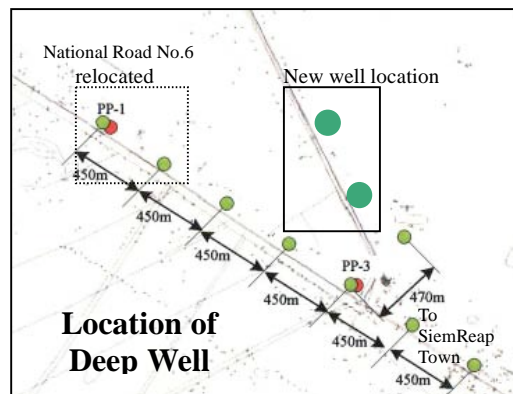 National Road No.6
relocated
New well location
PP-1
450m
450m
450m
450m
450m
450m
450m
PP-3
470m
To
SiemReap
Town
Location of
Deep Well